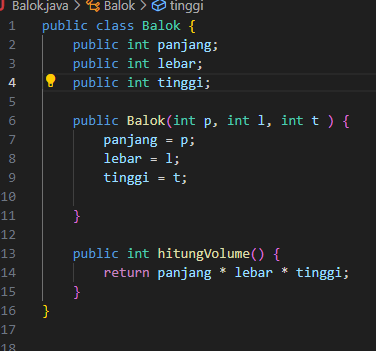 Balok.java > Balok > tinggi
1 public class Balok {
2 public int panjang;
3 public int lebar;
4 public int tinggi;
5
6 public Balok(int p, int l, int t ) {
7 panjang = p;
8 lebar = l;
9 tinggi = t;
10
11 }
12
13 public int hitungVolume() {
14 return panjang * lebar * tinggi;
15 }
16 }
17
18